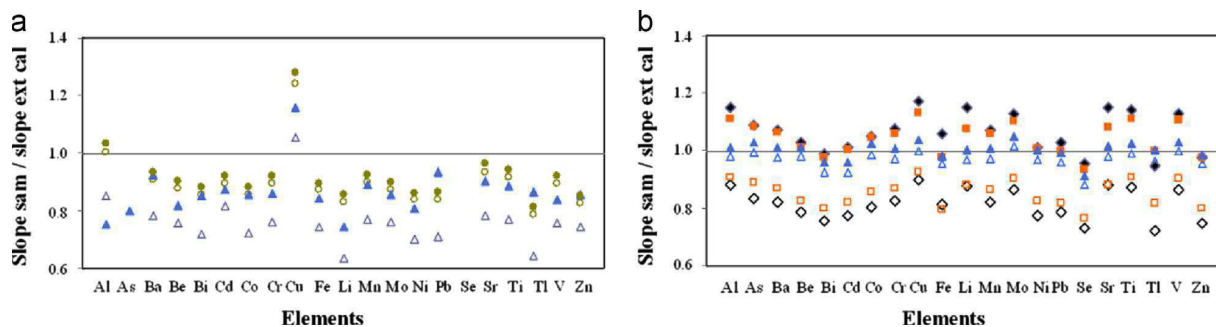 a
Slope sam / slope ext cal
1.4
1.2
1.0
0.8
0.6
Al As Ba Be Bi Cd Co Cr Cu Fe Li Mn Mo Ni Pb Se Sr Ti Tl V Zn
Elements
b
Slope sam / slope ext cal
1.4
1.2
1.0
0.8
0.6
Al As Ba Be Bi Cd Co Cr Cu Fe Li Mn Mo Ni Pb Se Sr Ti Tl V Zn
Elements